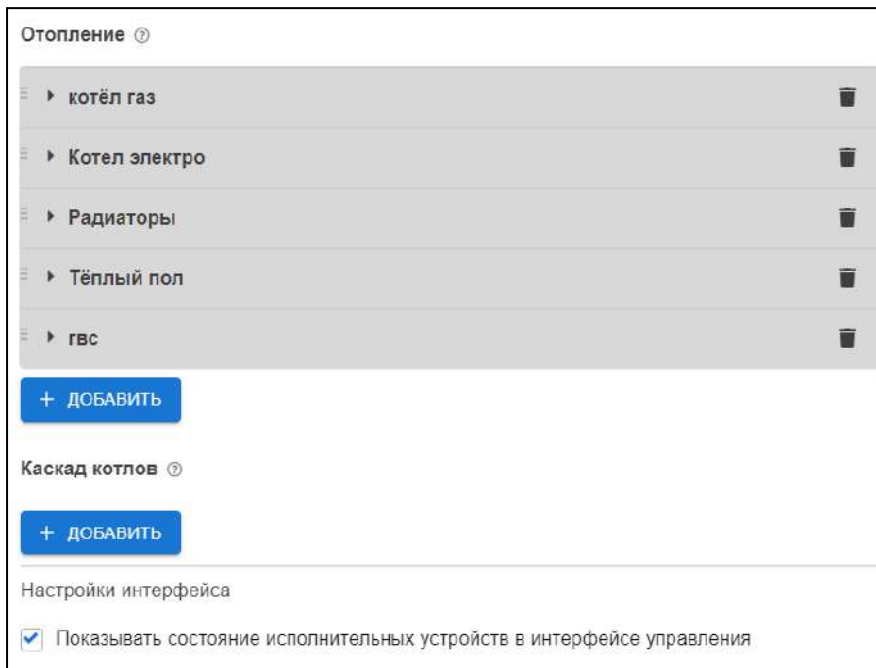 Отопление
котёл газ
Котел электро
Радиаторы
Тёплый пол
гвс
+ ДОБАВИТЬ
Каскад котлов
+ ДОБАВИТЬ
Настройки интерфейса
Показывать состояние исполнительных устройств в интерфейсе управления